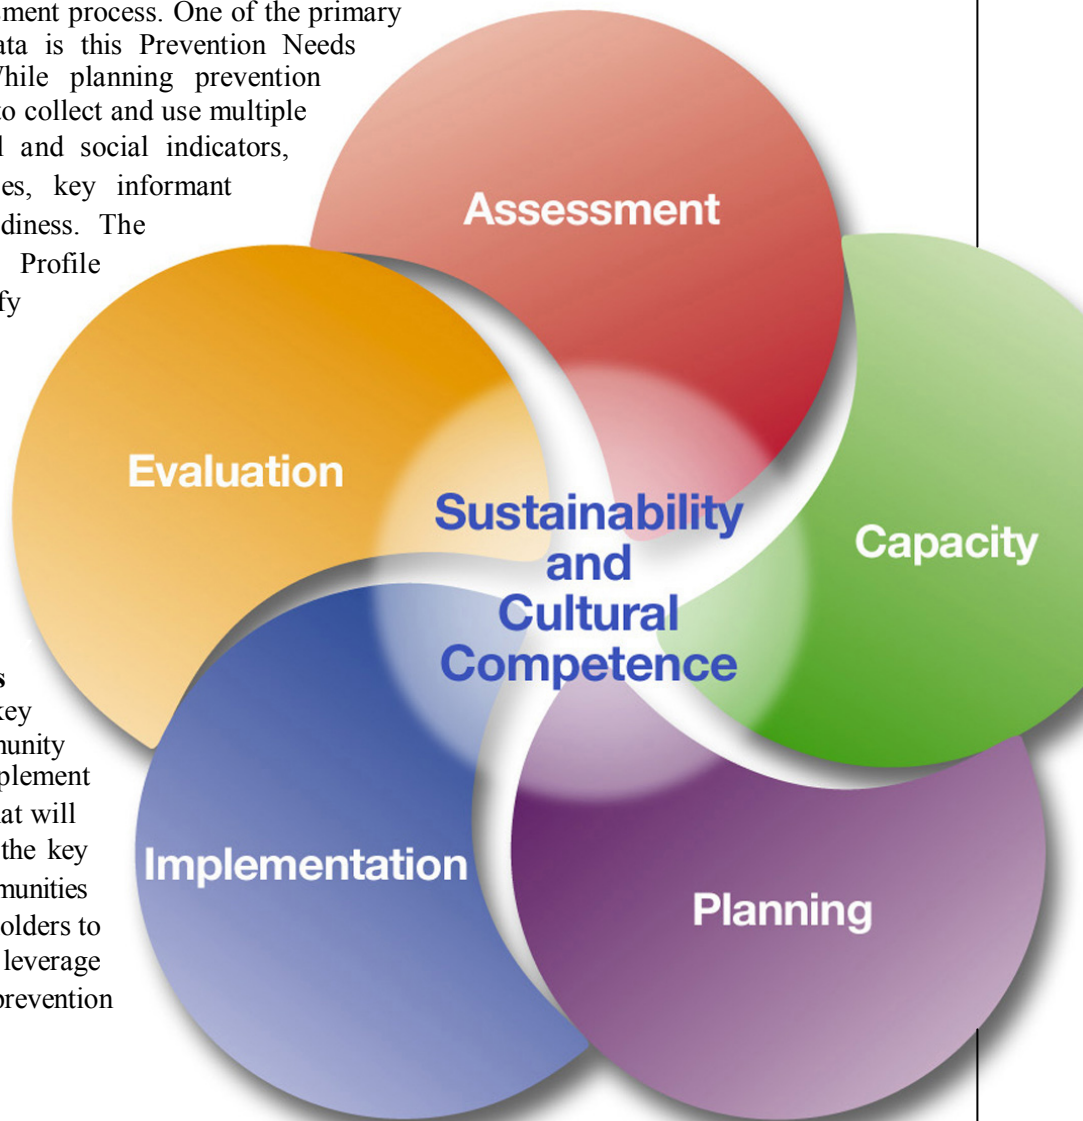 sment process. One of the primary
ata is this Prevention Needs
While planning prevention
to collect and use multiple
l and social indicators,
es, key informant
diness. The
Profile
fy
Assessment
Evaluation
Capacity
Sustainability
and
Cultural
Competence
Implementation
Planning
s
key
munity
plement
at will
the key
munities
olders to
leverage
prevention